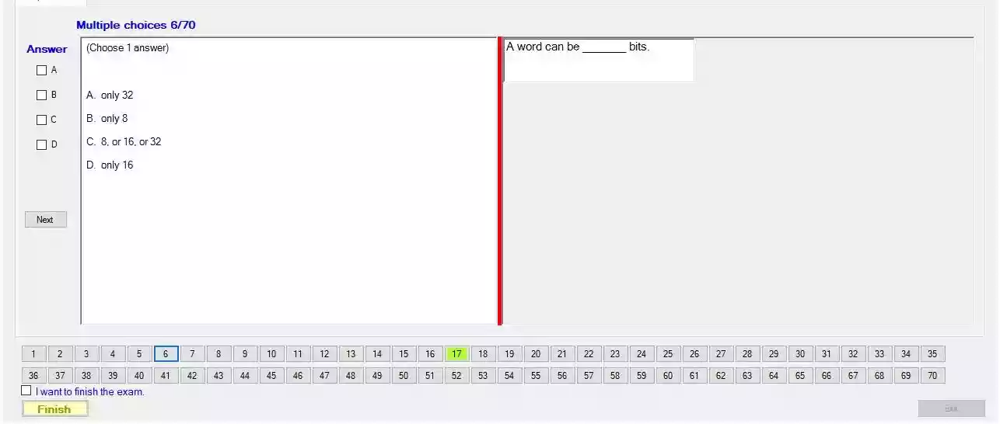 Multiple choices 6/70
Answer
(Choose 1 answer)
A word can be _______ bits.
A
B
C
D
A. only 32
B. only 8
C. 8, or 16, or 32
D. only 16
Next
1 2 3 4 5 6 7 8 9 10 11 12 13 14 15 16 17 18 19 20 21 22 23 24 25 26 27 28 29 30 31 32 33 34 35
36 37 38 39 40 41 42 43 44 45 46 47 48 49 50 51 52 53 54 55 56 57 58 59 60 61 62 63 64 65 66 67 68 69 70
I want to finish the exam.
Finish
Exit